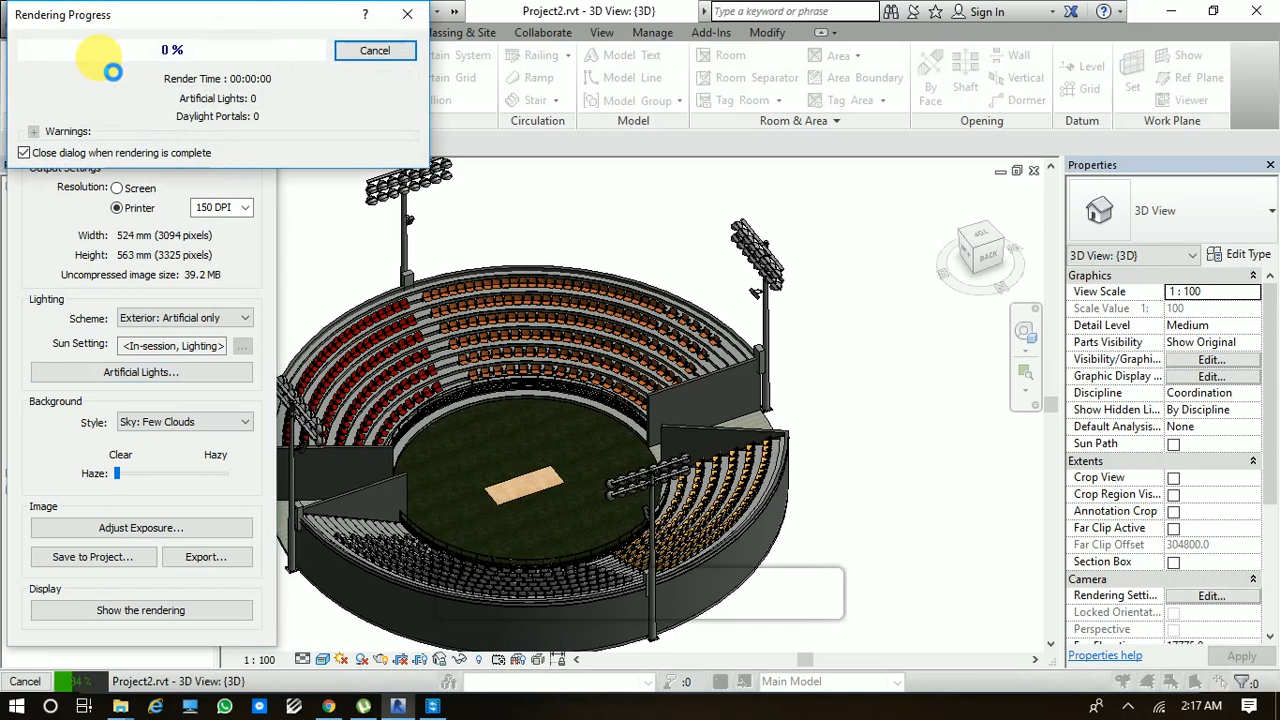 Rendering Progress
?
Project2.rvt - 3D View: {3D}
Type a keyword or phrase
Sign In
Massing & Site
Collaborate
View
Manage
Add-Ins
Modify
0 %
Cancel
Render Time : 00:00:00
Artificial Lights: 0
Daylight Portals: 0
Warnings:
Close dialog when rendering is complete
Railing
Ramp
Stair
Circulation
Model Text
Model Line
Model Group
Model
Room
Room Separator
Tag Room
Area
Area Boundary
Tag Area
Room & Area
By
Face
Shaft
Wall
Vertical
Dormer
Opening
Level
Grid
Datum
Set
Show
Ref Plane
Viewer
Work Plane
Output Settings
Resolution:
Screen
Printer
150 DPI
Width:
524 mm (3094 pixels)
Height:
563 mm (3325 pixels)
Uncompressed image size: 39.2 MB
Lighting
Scheme:
Exterior: Artificial only
Sun Setting:
<In-session, Lighting>
Artificial Lights...
Background
Style:
Sky: Few Clouds
Clear
Hazy
Haze:
Image
Adjust Exposure...
Save to Project...
Export...
Display
Show the rendering
TOP
BACK
Properties
3D View
3D View: {3D}
Edit Type
Graphics
View Scale
1 : 100
Scale Value 1:
100
Detail Level
Medium
Parts Visibility
Show Original
Visibility/Graphi...
Edit...
Graphic Display ...
Edit...
Discipline
Coordination
Show Hidden Li...
By Discipline
Default Analysis...
None
Sun Path
Extents
Crop View
Crop Region Vis...
Annotation Crop
Far Clip Active
Far Clip Offset
304800.0
Section Box
Camera
Rendering Setti...
Edit...
Locked Orientat...
Perspective
Properties help
Apply
1 : 100
Cancel
Project2.rvt - 3D View: {3D}
:0
Main Model
:0
2:17 AM